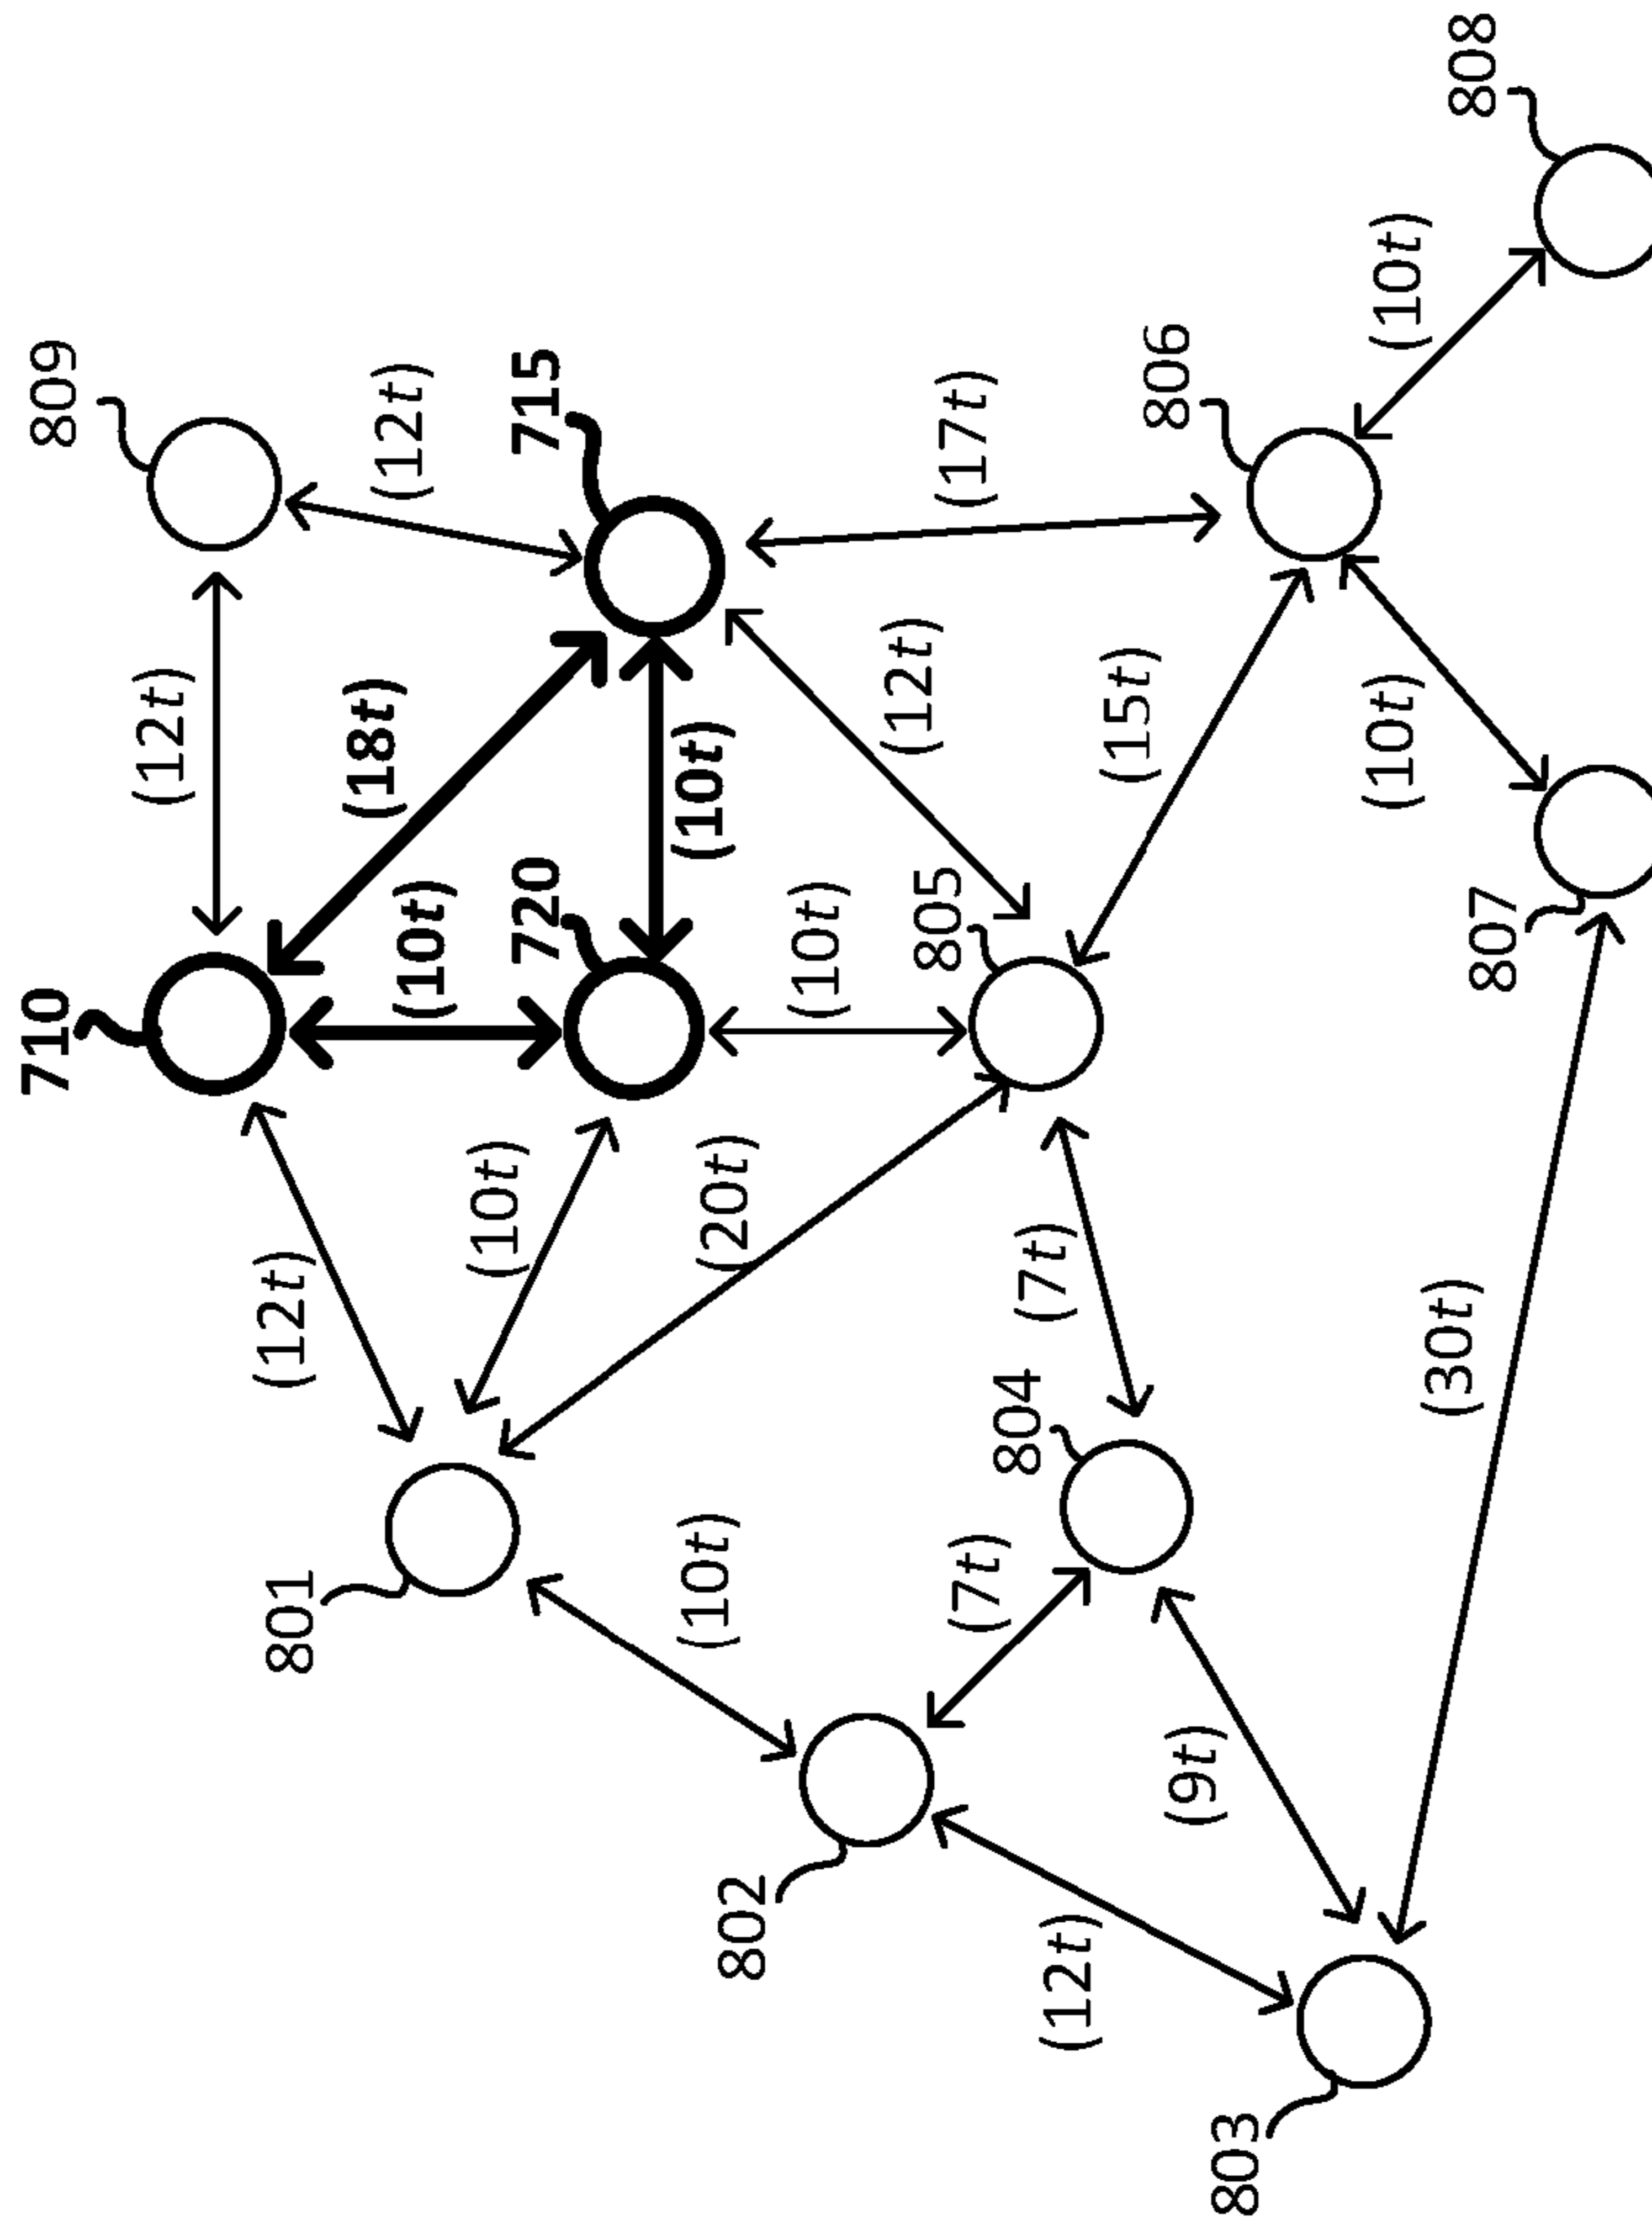 710
809
(12t)
(18t)
(12t)
715
(10t)
(10t)
720
(12t)
(10t)
801
(20t)
(10t)
805
(12t)
(17t)
(10t)
(7t)
804
(7t)
802
(15t)
806
(12t)
(9t)
803
(10t)
(10t)
808
807
(30t)